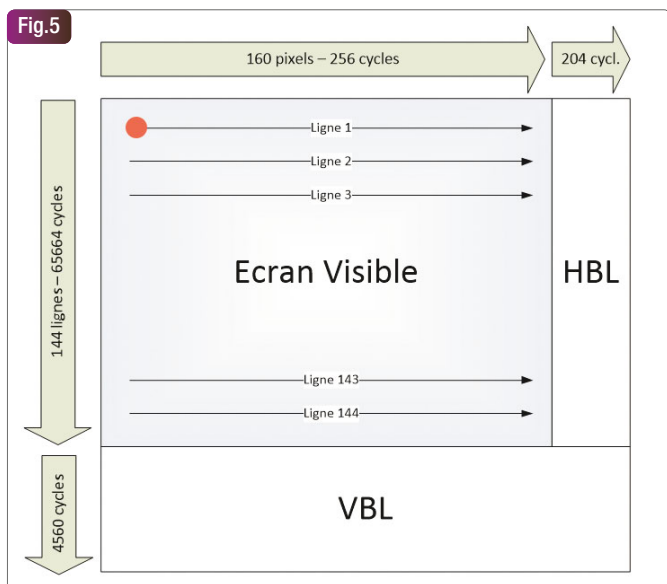 Fig.5
160 pixels – 256 cycles
204 cycl.
144 lignes – 65664 cycles
Ligne 1
Ligne 2
Ligne 3
Ecran Visible
HBL
Ligne 143
Ligne 144
4560 cycles
VBL